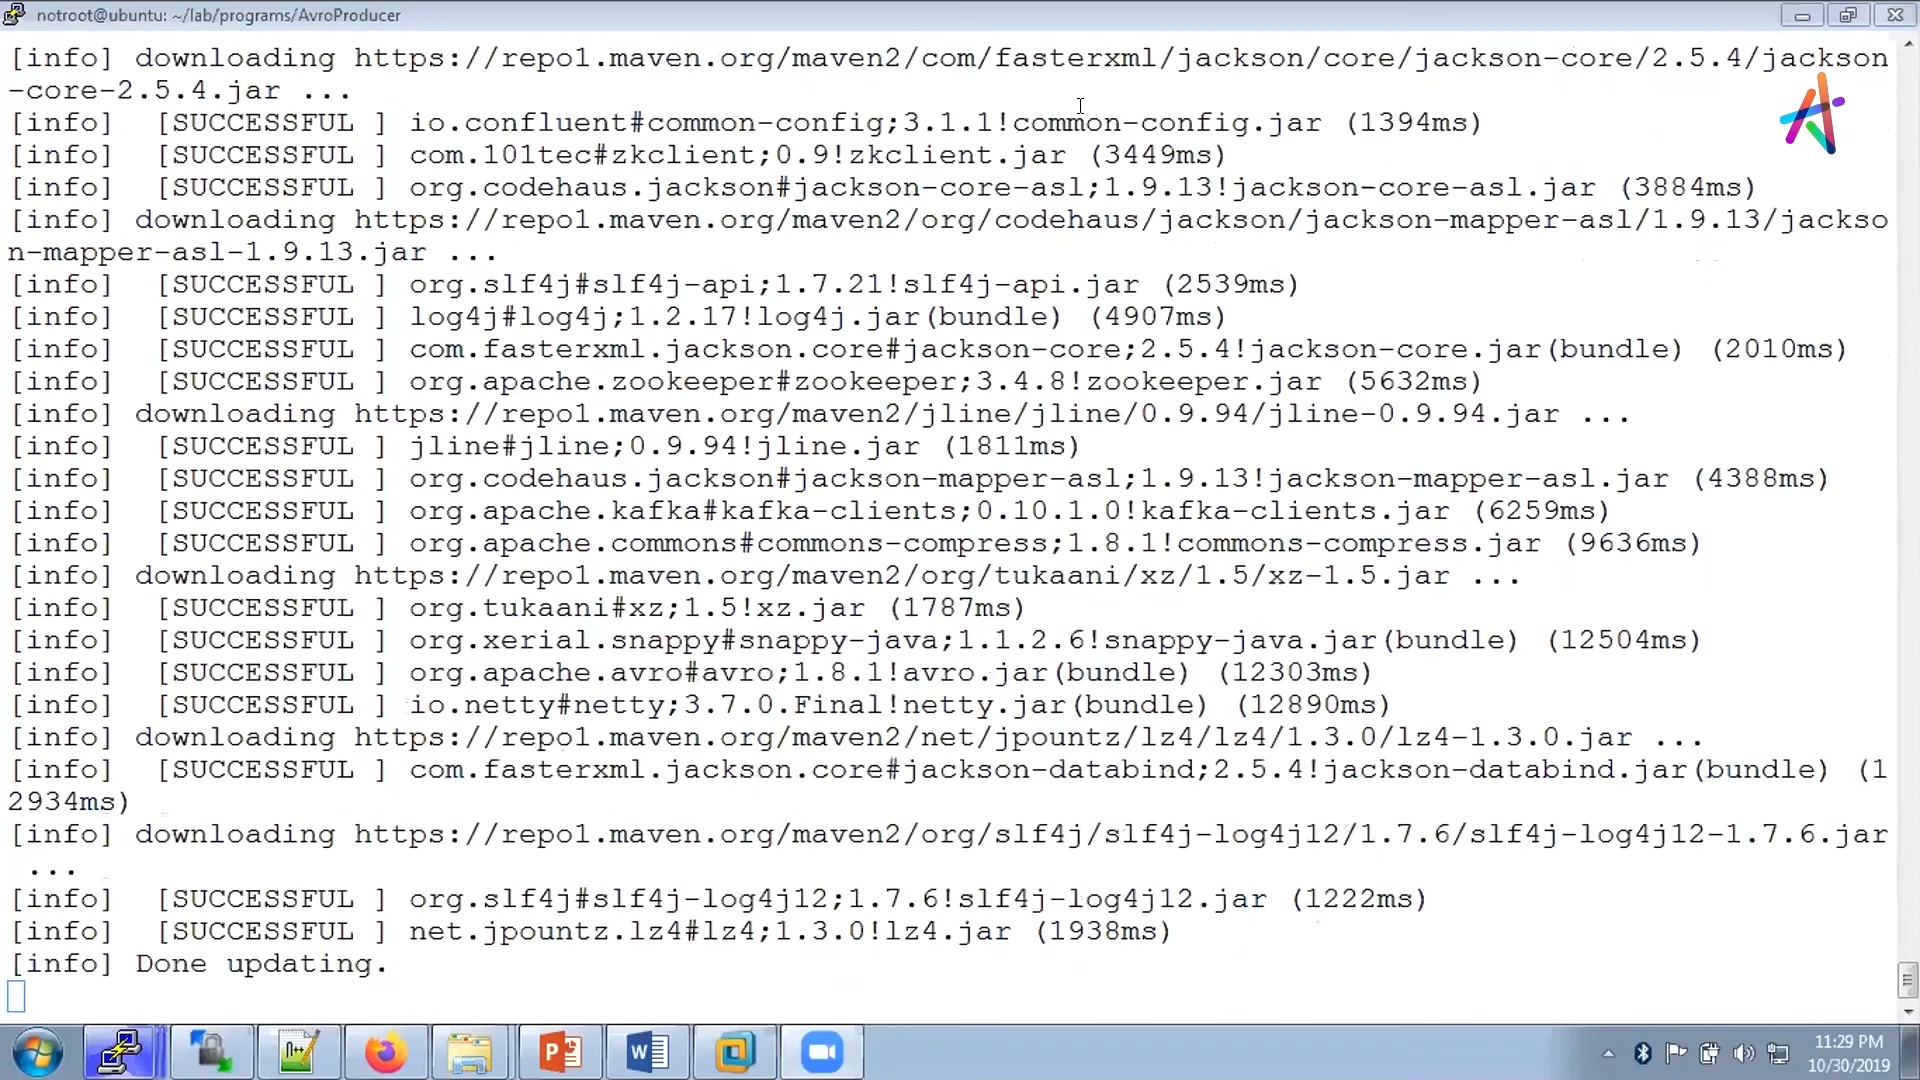 notroot@ubuntu: ~/lab/programs/AvroProducer
[info] downloading https://repo1.maven.org/maven2/com/fasterxml/jackson/core/jackson-core/2.5.4/jackson
-core-2.5.4.jar ...
[info]  [SUCCESSFUL ] io.confluent#common-config;3.1.1!common-config.jar (1394ms)
[info]  [SUCCESSFUL ] com.101tec#zkclient;0.9!zkclient.jar (3449ms)
[info]  [SUCCESSFUL ] org.codehaus.jackson#jackson-core-asl;1.9.13!jackson-core-asl.jar (3884ms)
[info] downloading https://repo1.maven.org/maven2/org/codehaus/jackson/jackson-mapper-asl/1.9.13/jackso
n-mapper-asl-1.9.13.jar ...
[info]  [SUCCESSFUL ] org.slf4j#slf4j-api;1.7.21!slf4j-api.jar (2539ms)
[info]  [SUCCESSFUL ] log4j#log4j;1.2.17!log4j.jar(bundle) (4907ms)
[info]  [SUCCESSFUL ] com.fasterxml.jackson.core#jackson-core;2.5.4!jackson-core.jar(bundle) (2010ms)
[info]  [SUCCESSFUL ] org.apache.zookeeper#zookeeper;3.4.8!zookeeper.jar (5632ms)
[info] downloading https://repo1.maven.org/maven2/jline/jline/0.9.94/jline-0.9.94.jar ...
[info]  [SUCCESSFUL ] jline#jline;0.9.94!jline.jar (1811ms)
[info]  [SUCCESSFUL ] org.codehaus.jackson#jackson-mapper-asl;1.9.13!jackson-mapper-asl.jar (4388ms)
[info]  [SUCCESSFUL ] org.apache.kafka#kafka-clients;0.10.1.0!kafka-clients.jar (6259ms)
[info]  [SUCCESSFUL ] org.apache.commons#commons-compress;1.8.1!commons-compress.jar (9636ms)
[info] downloading https://repo1.maven.org/maven2/org/tukaani/xz/1.5/xz-1.5.jar ...
[info]  [SUCCESSFUL ] org.tukaani#xz;1.5!xz.jar (1787ms)
[info]  [SUCCESSFUL ] org.xerial.snappy#snappy-java;1.1.2.6!snappy-java.jar(bundle) (12504ms)
[info]  [SUCCESSFUL ] org.apache.avro#avro;1.8.1!avro.jar(bundle) (12303ms)
[info]  [SUCCESSFUL ] io.netty#netty;3.7.0.Final!netty.jar(bundle) (12890ms)
[info] downloading https://repo1.maven.org/maven2/net/jpountz/lz4/lz4/1.3.0/lz4-1.3.0.jar ...
[info]  [SUCCESSFUL ] com.fasterxml.jackson.core#jackson-databind;2.5.4!jackson-databind.jar(bundle) (1
2934ms)
[info] downloading https://repo1.maven.org/maven2/org/slf4j/slf4j-log4j12/1.7.6/slf4j-log4j12-1.7.6.jar
...
[info]  [SUCCESSFUL ] org.slf4j#slf4j-log4j12;1.7.6!slf4j-log4j12.jar (1222ms)
[info]  [SUCCESSFUL ] net.jpountz.lz4#lz4;1.3.0!lz4.jar (1938ms)
[info] Done updating.
11:29 PM
10/30/2019